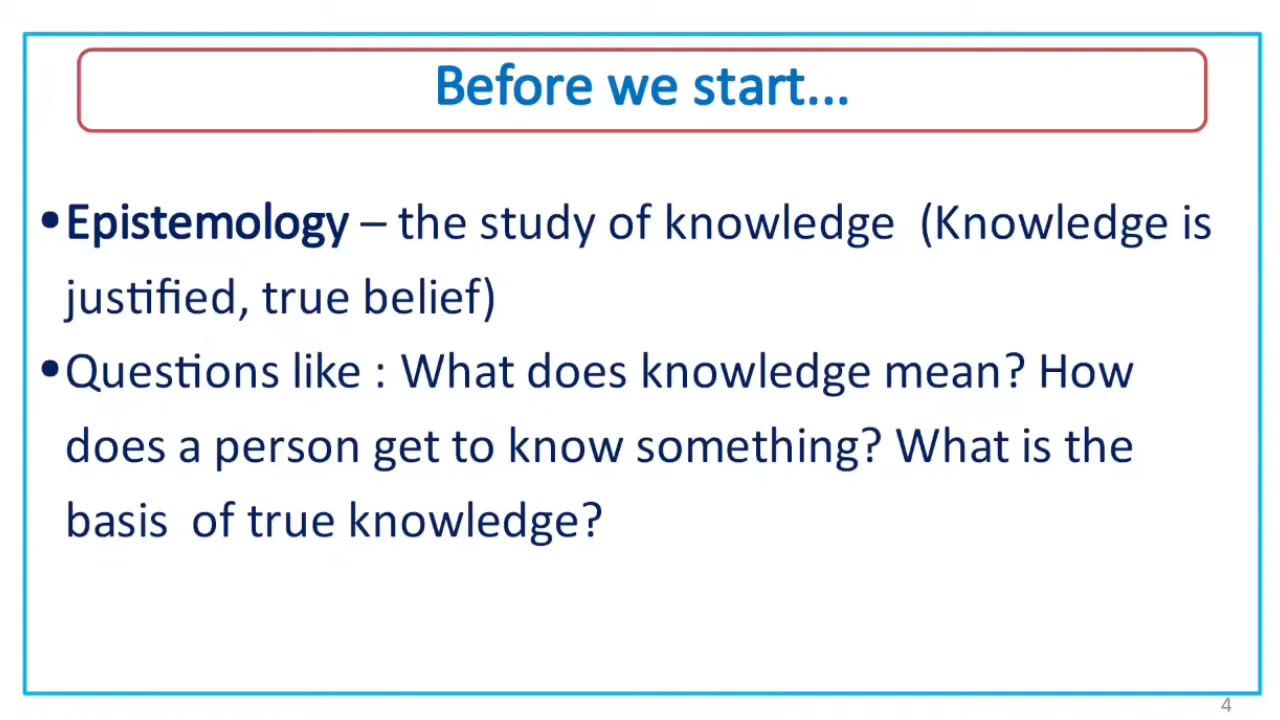 Before we start...
•Epistemology – the study of knowledge (Knowledge is
justified, true belief)
•Questions like : What does knowledge mean? How
does a person get to know something? What is the
basis of true knowledge?
4